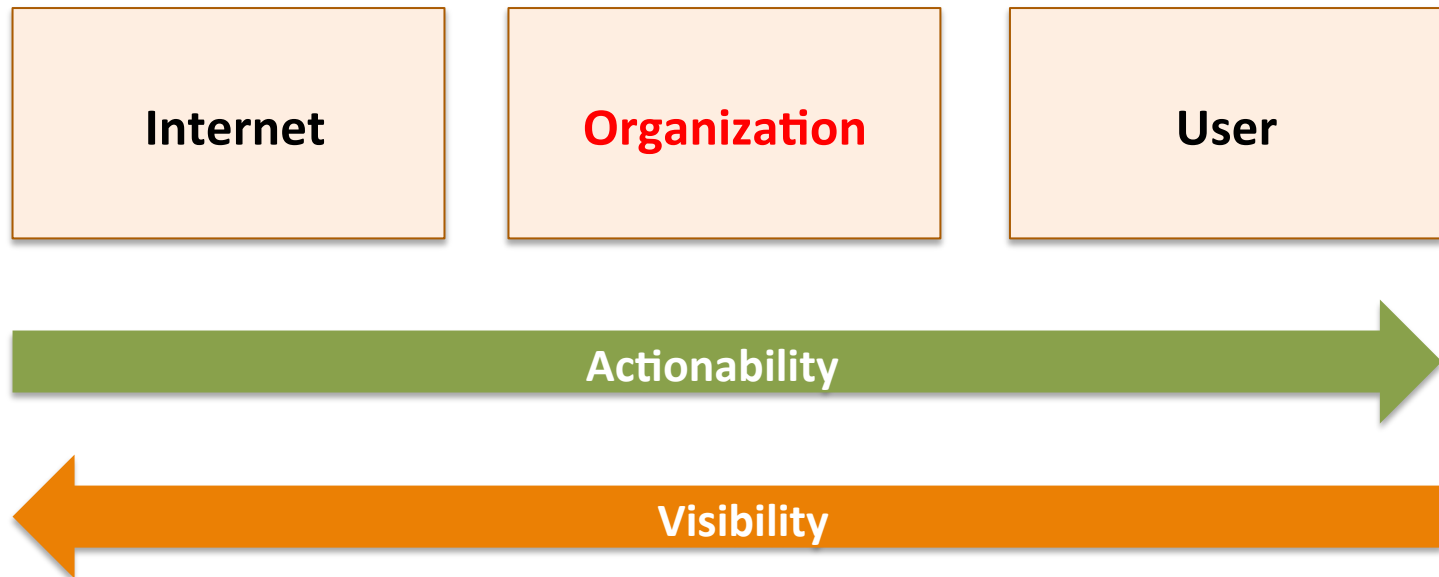 Internet
Organization
User
Actionability
Visibility